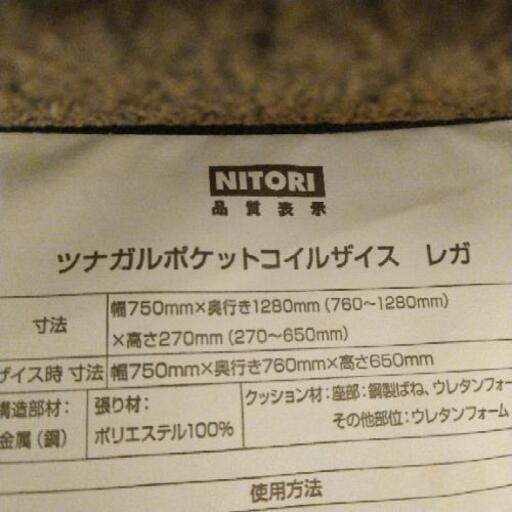 NITORI
品質表示
ツナガルポケットコイルザイス レガ
寸法
幅750mm×奥行き1280mm(760~1280mm)
×高さ270mm(270~650mm)
ザイス時 寸法
幅750mm×奥行き760mm×高さ650mm
構造部材:
金属(鋼)
張り材:
ポリエステル100%
クッション材:座部:鋼製ばね、ウレタンフォー
その他部位:ウレタンフォーム
使用方法